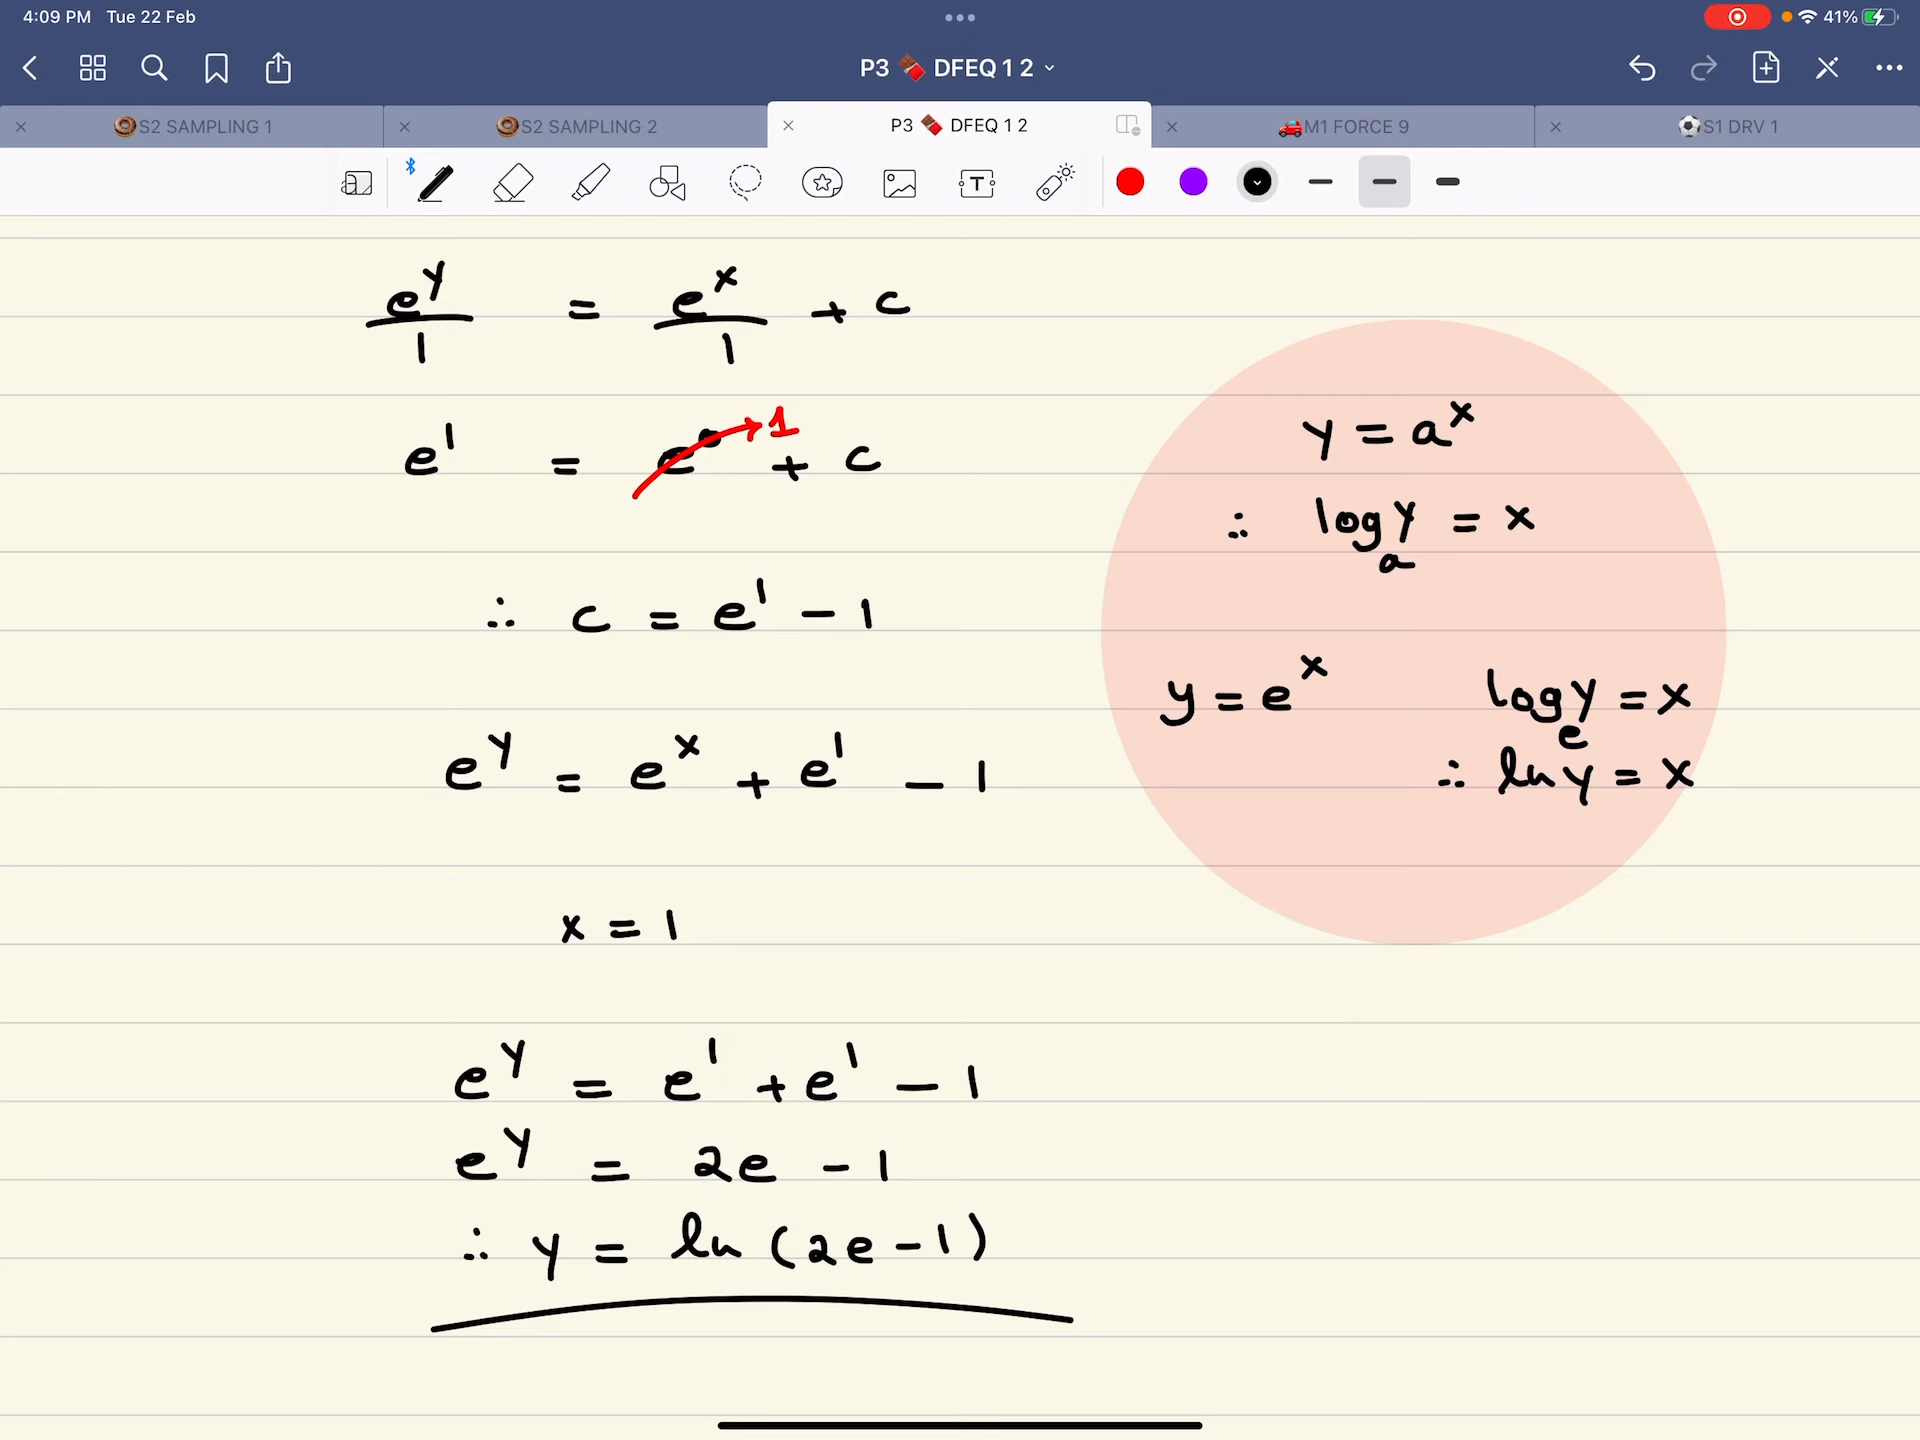 4:09 PM Tue 22 Feb
41%
P3 🍫 DFEQ 1 2
🍩S2 SAMPLING 1
🍩S2 SAMPLING 2
P3 🍫 DFEQ 1 2
🚗M1 FORCE 9
⚽S1 DRV 1
e^y/1 = e^x/1 + c
e^1 = e^0 → 1 + c
∴ c = e^1 - 1
e^y = e^x + e^1 - 1
x = 1
e^y = e^1 + e^1 - 1
e^y = 2e - 1
∴ y = ln (2e - 1)
y = a^x
∴ log_a y = x
y = e^x
log_e y = x
∴ ln y = x